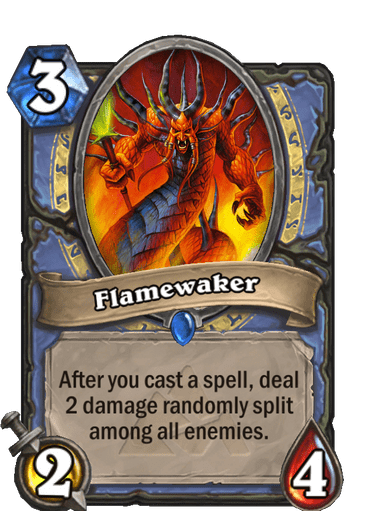 3
Flamewaker
After you cast a spell, deal
2 damage randomly split
among all enemies.
2
4